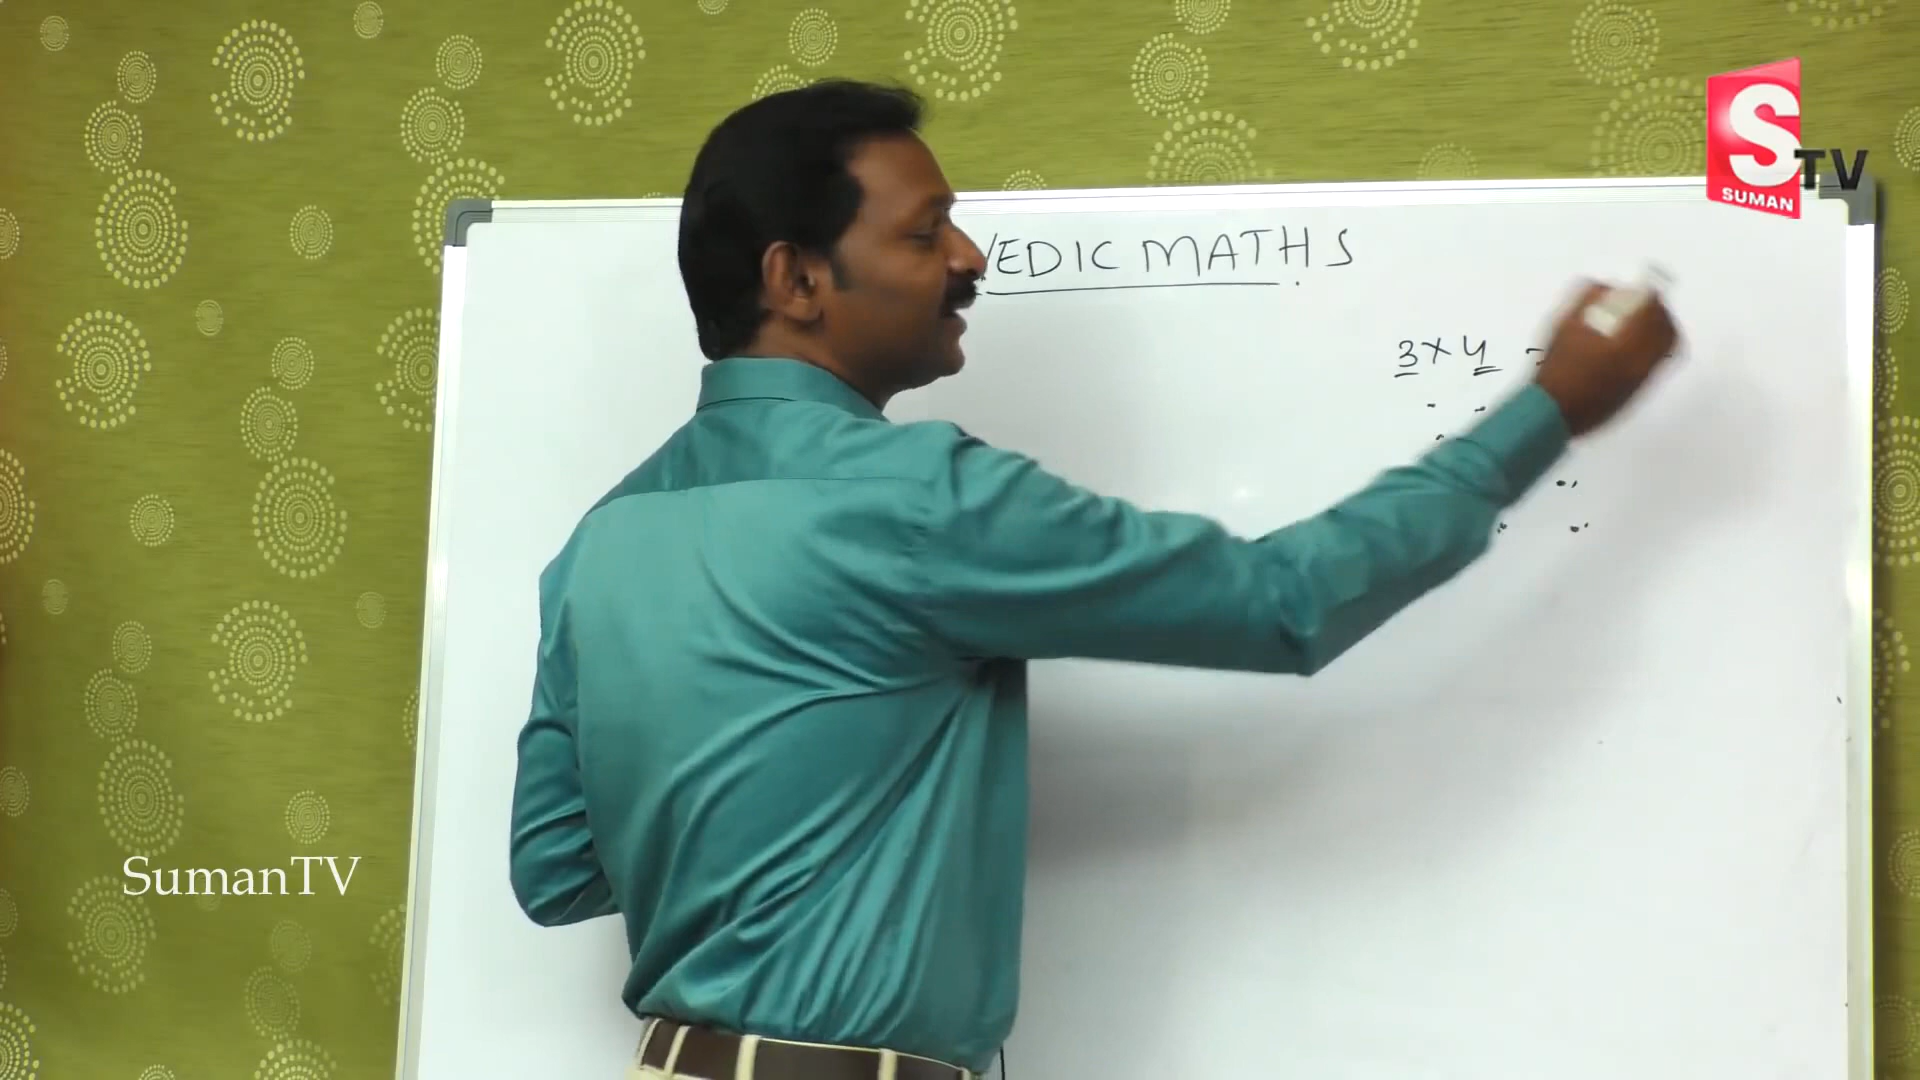 S TV
SUMAN
VEDIC MATHS.
3 × 4 =
SumanTV